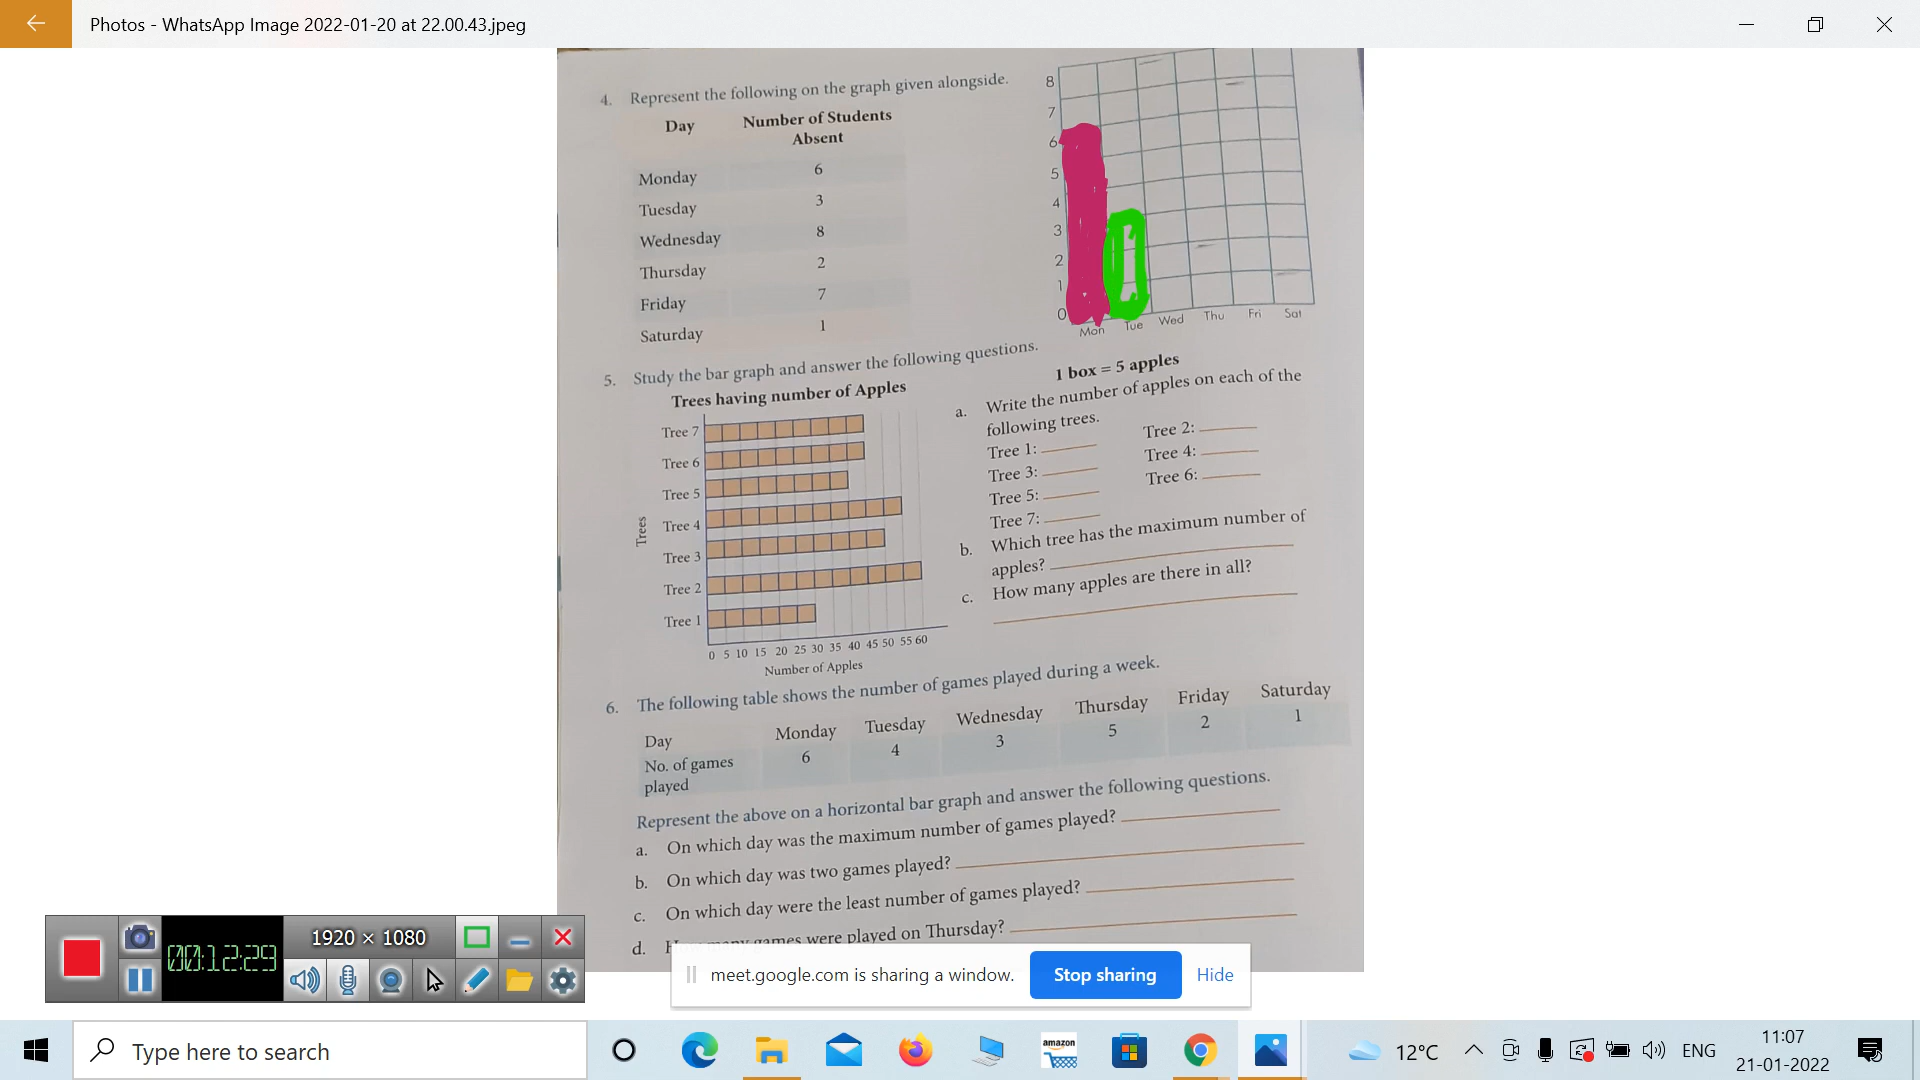 Photos - WhatsApp Image 2022-01-20 at 22.00.43.jpeg
4. Represent the following on the graph given alongside.
Day Number of Students Absent
Monday 6
Tuesday 3
Wednesday 8
Thursday 2
Friday 7
Saturday 1
8
7
6
5
4
3
2
1
0
Mon Tue Wed Thu Fri Sat
5. Study the bar graph and answer the following questions.
Trees having number of Apples
Trees
Tree 7
Tree 6
Tree 5
Tree 4
Tree 3
Tree 2
Tree 1
0 5 10 15 20 25 30 35 40 45 50 55 60
Number of Apples
1 box = 5 apples
a. Write the number of apples on each of the
following trees.
Tree 1: Tree 2:
Tree 3: Tree 4:
Tree 5: Tree 6:
Tree 7:
b. Which tree has the maximum number of
apples?
c. How many apples are there in all?
6. The following table shows the number of games played during a week.
Day Monday Tuesday Wednesday Thursday Friday Saturday
No. of games played 6 4 3 5 2 1
Represent the above on a horizontal bar graph and answer the following questions.
a. On which day was the maximum number of games played?
b. On which day was two games played?
c. On which day were the least number of games played?
d. games were played on Thursday?
00:12:29
1920 × 1080
meet.google.com is sharing a window. Stop sharing Hide
Type here to search
amazon
12°C
ENG
11:07
21-01-2022